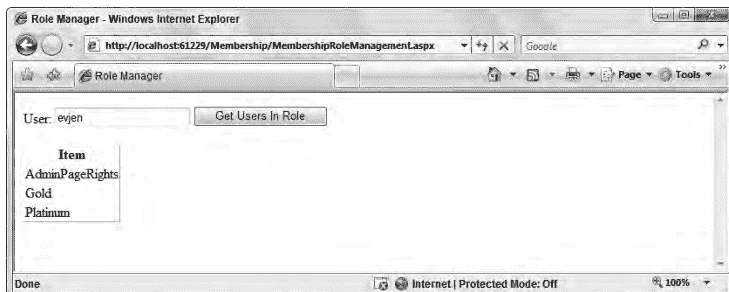 Role Manager - Windows Internet Explorer
http://localhost:61229/Membership/MembershipRoleManagement.aspx
Google
Role Manager
Page
Tools
User: evjen Get Users In Role
Item
AdminPageRights
Gold
Platinum
Done
Internet | Protected Mode: Off
100%